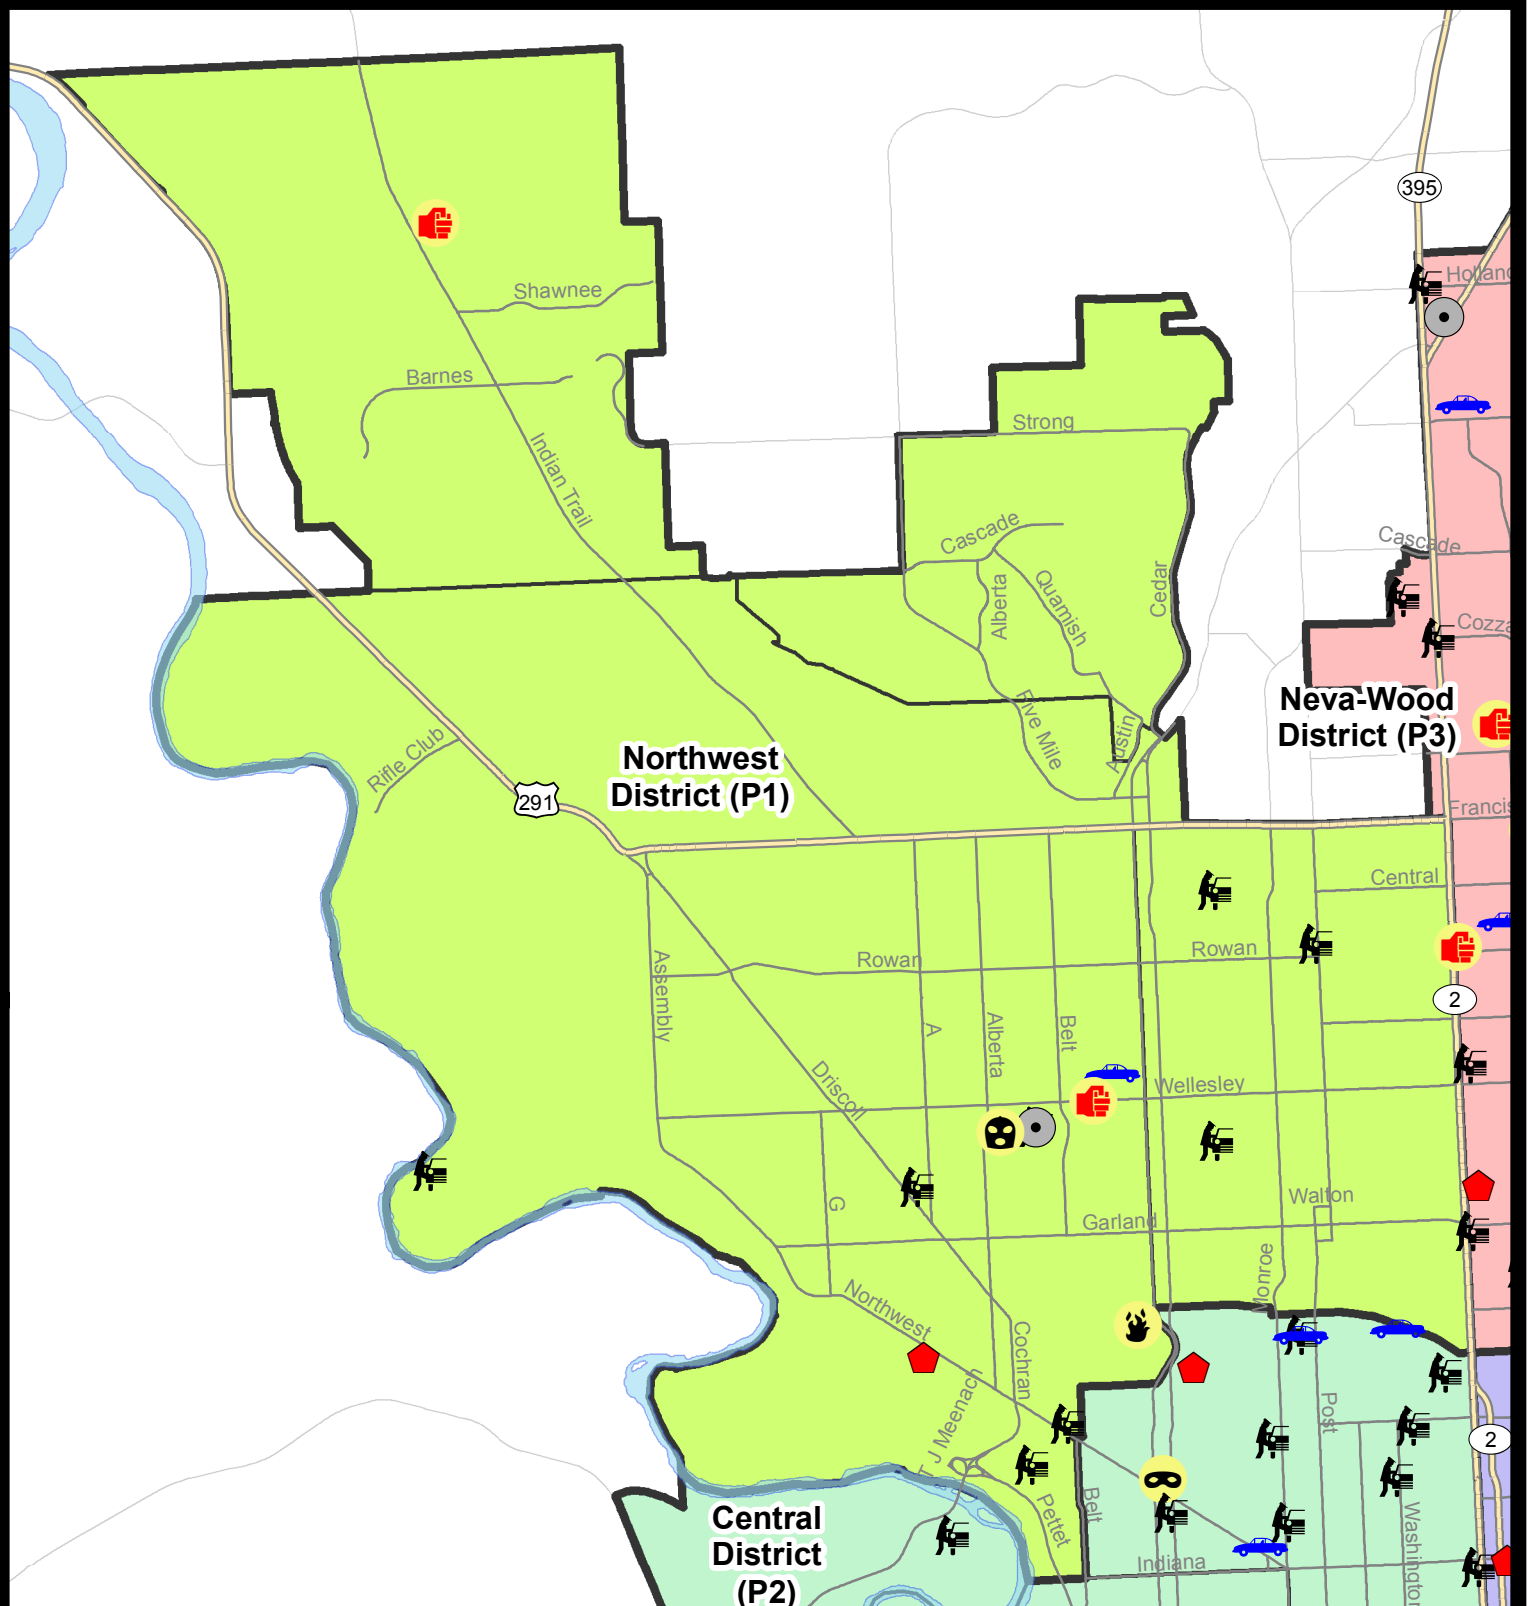 395
Holland
Shawnee
Barnes
Strong
Indian Trail
Cascade
Cascade
Alberta
Quamish
Cedar
Cozza
Neva-Wood
District (P3)
Five Mile
Austin
Rifle Club
Northwest
District (P1)
291
Francis
Central
Rowan
Rowan
Assembly
2
A
Alberta
Belt
Driscoll
Wellesley
G
Walton
Garland
Monroe
Northwest
Cochran
T J Meenach
Post
2
Belt
Pettet
Washington
Central
District
(P2)
Indiana